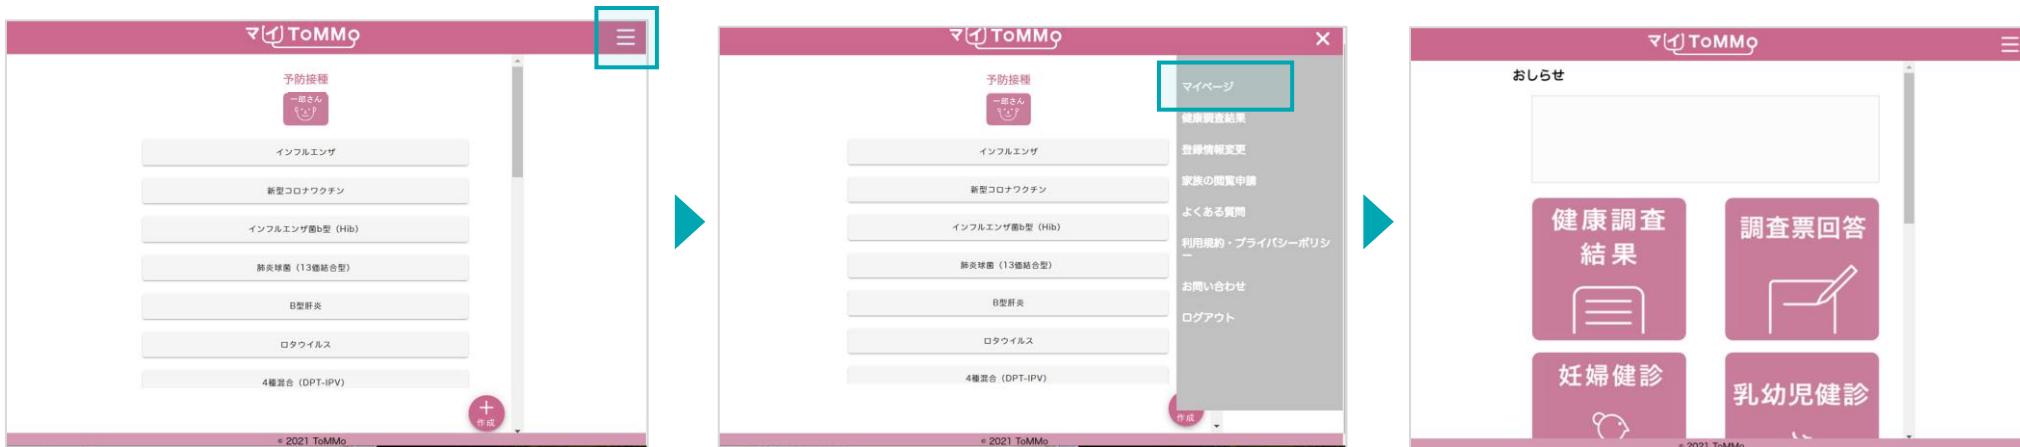 マイToMMo
予防接種
一郎さん
インフルエンザ
新型コロナワクチン
インフルエンザ菌b型（Hib）
肺炎球菌（13価結合型）
B型肝炎
ロタウイルス
4種混合（DPT-IPV）
＋
作成
© 2021 ToMMo
マイToMMo
×
予防接種
一郎さん
インフルエンザ
新型コロナワクチン
インフルエンザ菌b型（Hib）
肺炎球菌（13価結合型）
B型肝炎
ロタウイルス
4種混合（DPT-IPV）
マイページ
健康調査結果
登録情報変更
家族の閲覧申請
よくある質問
利用規約・プライバシーポリシ
ー
お問い合わせ
ログアウト
作成
© 2021 ToMMo
マイToMMo
おしらせ
健康調査
結果
調査票回答
妊婦健診
乳幼児健診
© 2021 ToMMo